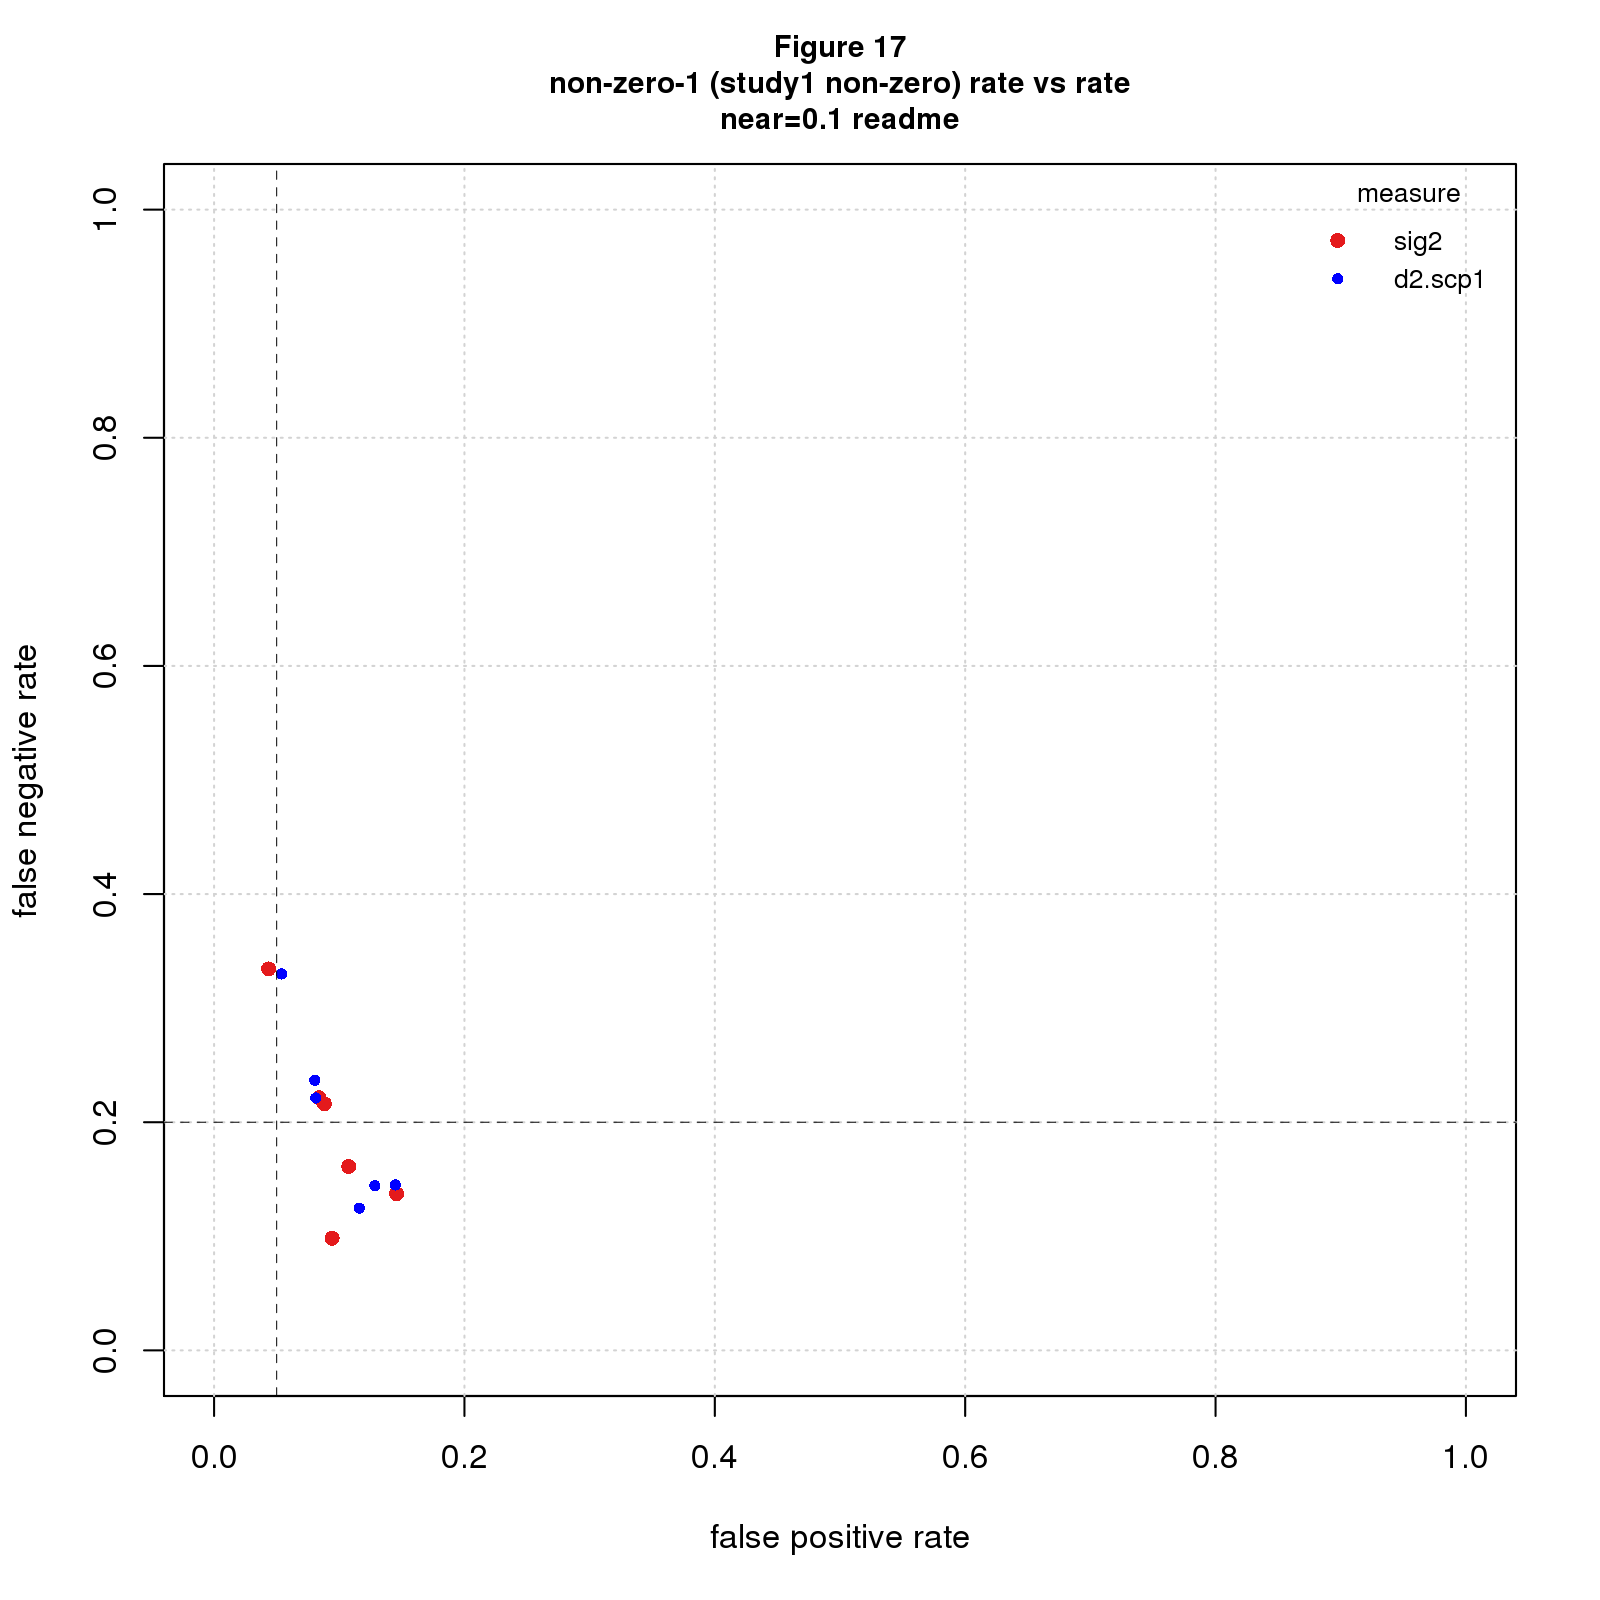 Figure 17
non-zero-1 (study1 non-zero) rate vs rate
near=0.1 readme
measure
sig2
d2.scp1
false negative rate
1.0
0.8
0.6
0.4
0.2
0.0
0.0 0.2 0.4 0.6 0.8 1.0
false positive rate